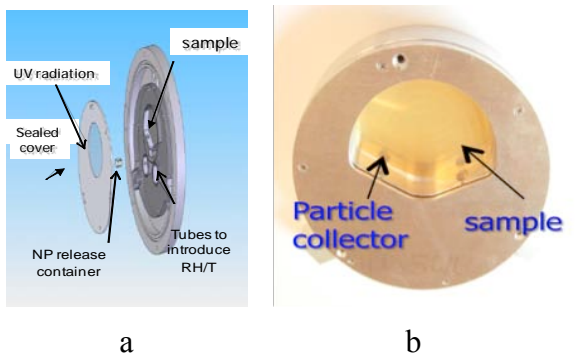 sample
UV radiation
Sealed
cover
NP release
container
Tubes to
introduce
RH/T
a
Particle
collector
sample
b